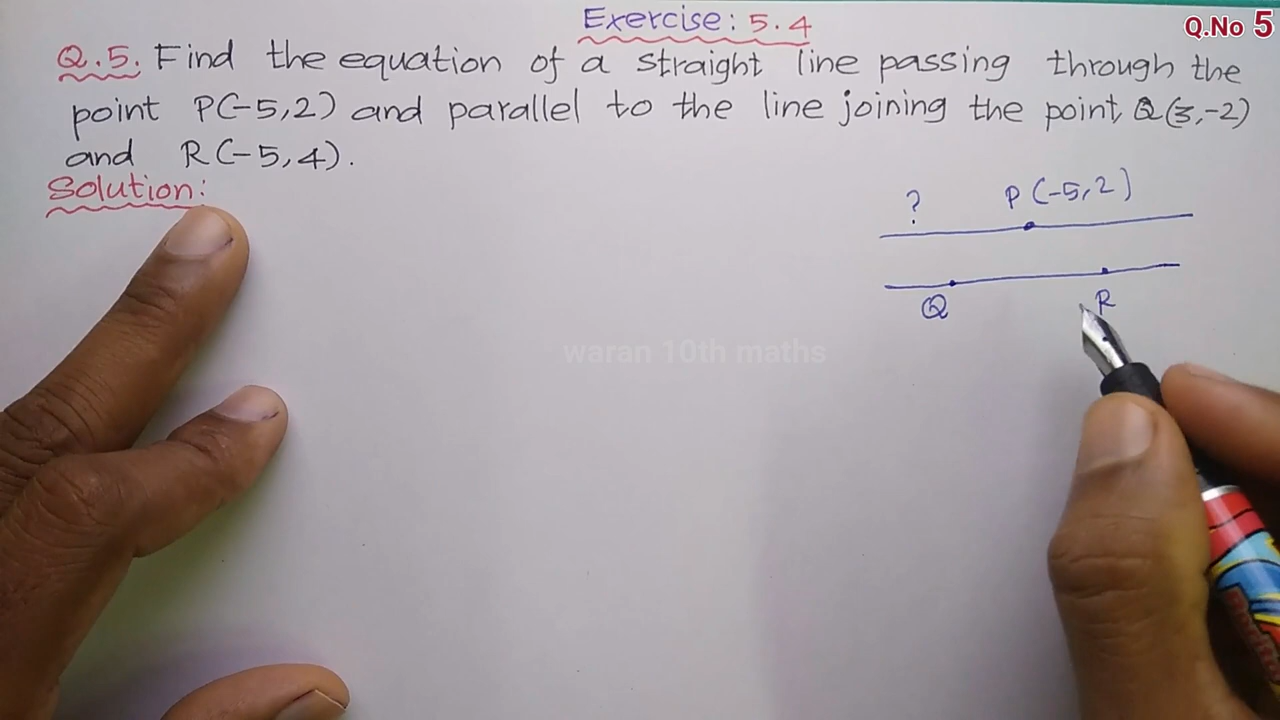 Exercise: 5.4
Q.No 5
Q.5. Find the equation of a straight line passing through the
point P(-5,2) and parallel to the line joining the point, Q(3,-2)
and R(-5,4).
Solution:
? P(-5,2)
Q R
waran 10th maths